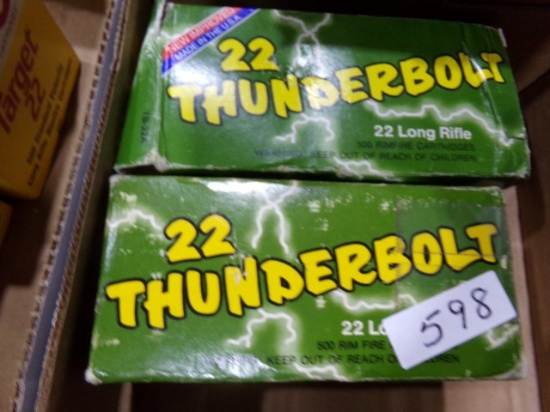 NEW IMPROVED
MADE IN THE U.S.A.
22
THUNDERBOLT
22 Long Rifle
500 RIMFIRE CARTRIDGES
KEEP OUT OF REACH OF CHILDREN
22
THUNDERBOLT
22 Lo
500 RIM FIRE
KEEP OUT OF REACH OF CHILDREN
598
Target
22